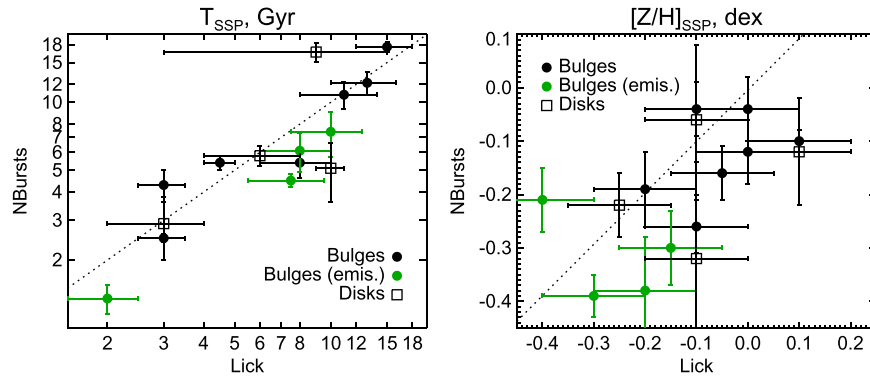 T_SSP, Gyr
18
15
12
10
8
7
6
5
4
3
2
NBursts
Bulges
Bulges (emis.)
Disks
2 3 4 5 6 7 8 10 12 15 18
Lick
[Z/H]_SSP, dex
0.1
0.0
-0.1
-0.2
-0.3
-0.4
NBursts
Bulges
Bulges (emis.)
Disks
-0.4 -0.3 -0.2 -0.1 0.0 0.1 0.2
Lick